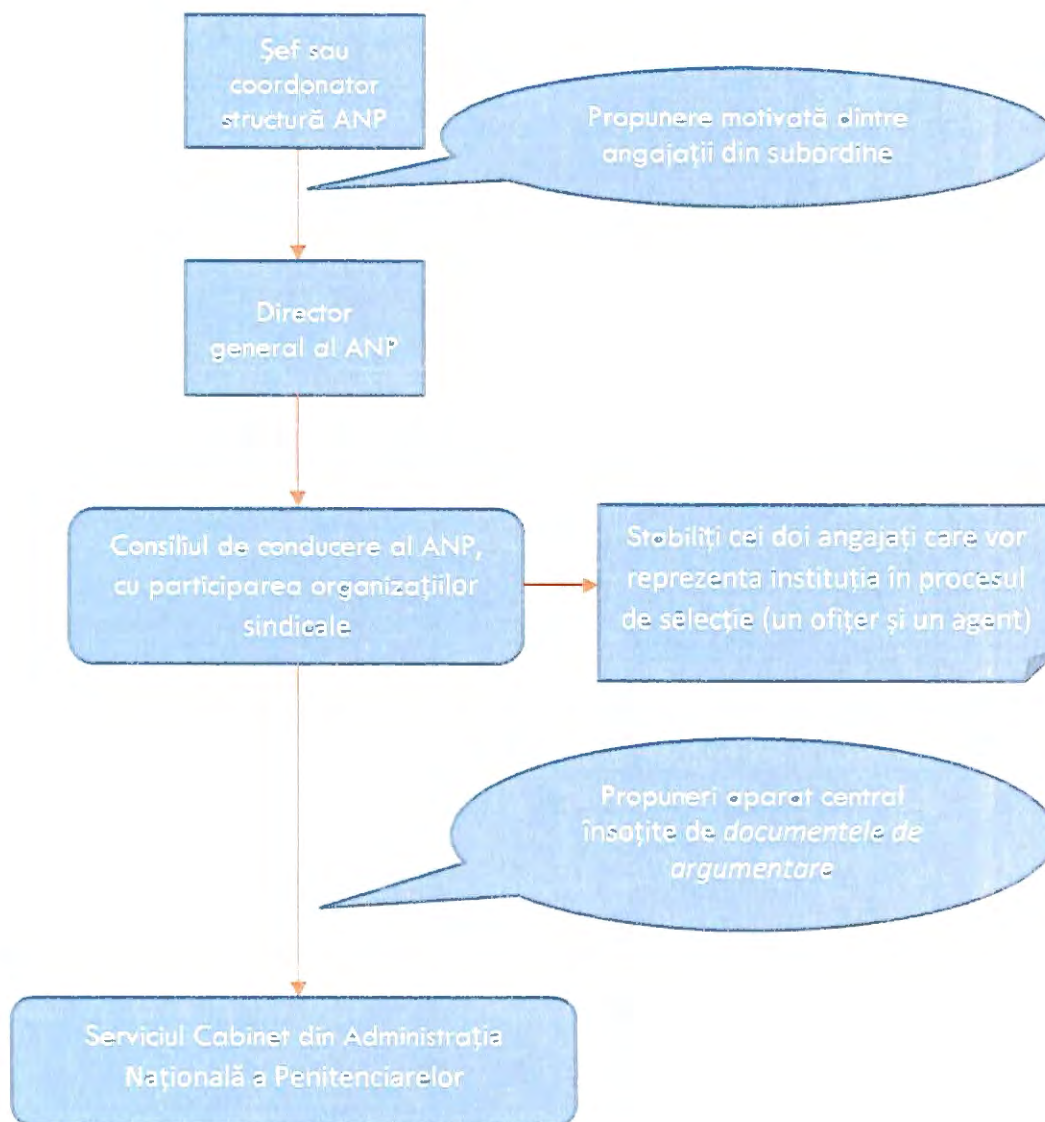 Șef sau
coordonator
structură ANP
Propunere motivată dintre
angajații din subordine
Director
general al ANP
Consiliul de conducere al ANP,
cu participarea organizațiilor
sindicale
Stabiliți cei doi angajați care vor
reprezenta instituția în procesul
de selecție (un ofițer și un agent)
Propuneri aparat central
însoțite de documentele de
argumentare
Serviciul Cabinet din Administrația
Națională a Penitenciarelor